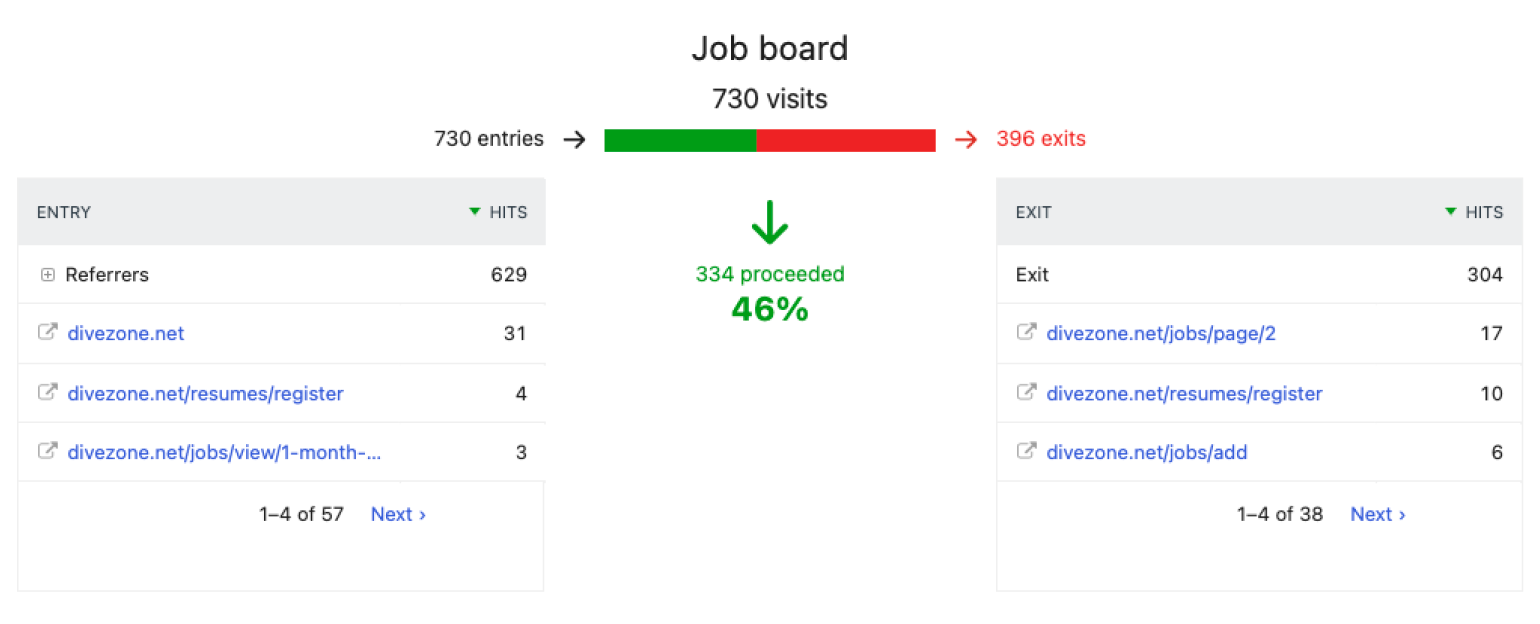 Job board
730 visits
730 entries → → 396 exits
ENTRY ▼ HITS
Referrers 629
divezone.net 31
divezone.net/resumes/register 4
divezone.net/jobs/view/1-month-... 3
1–4 of 57 Next ›
334 proceeded
46%
EXIT ▼ HITS
Exit 304
divezone.net/jobs/page/2 17
divezone.net/resumes/register 10
divezone.net/jobs/add 6
1–4 of 38 Next ›